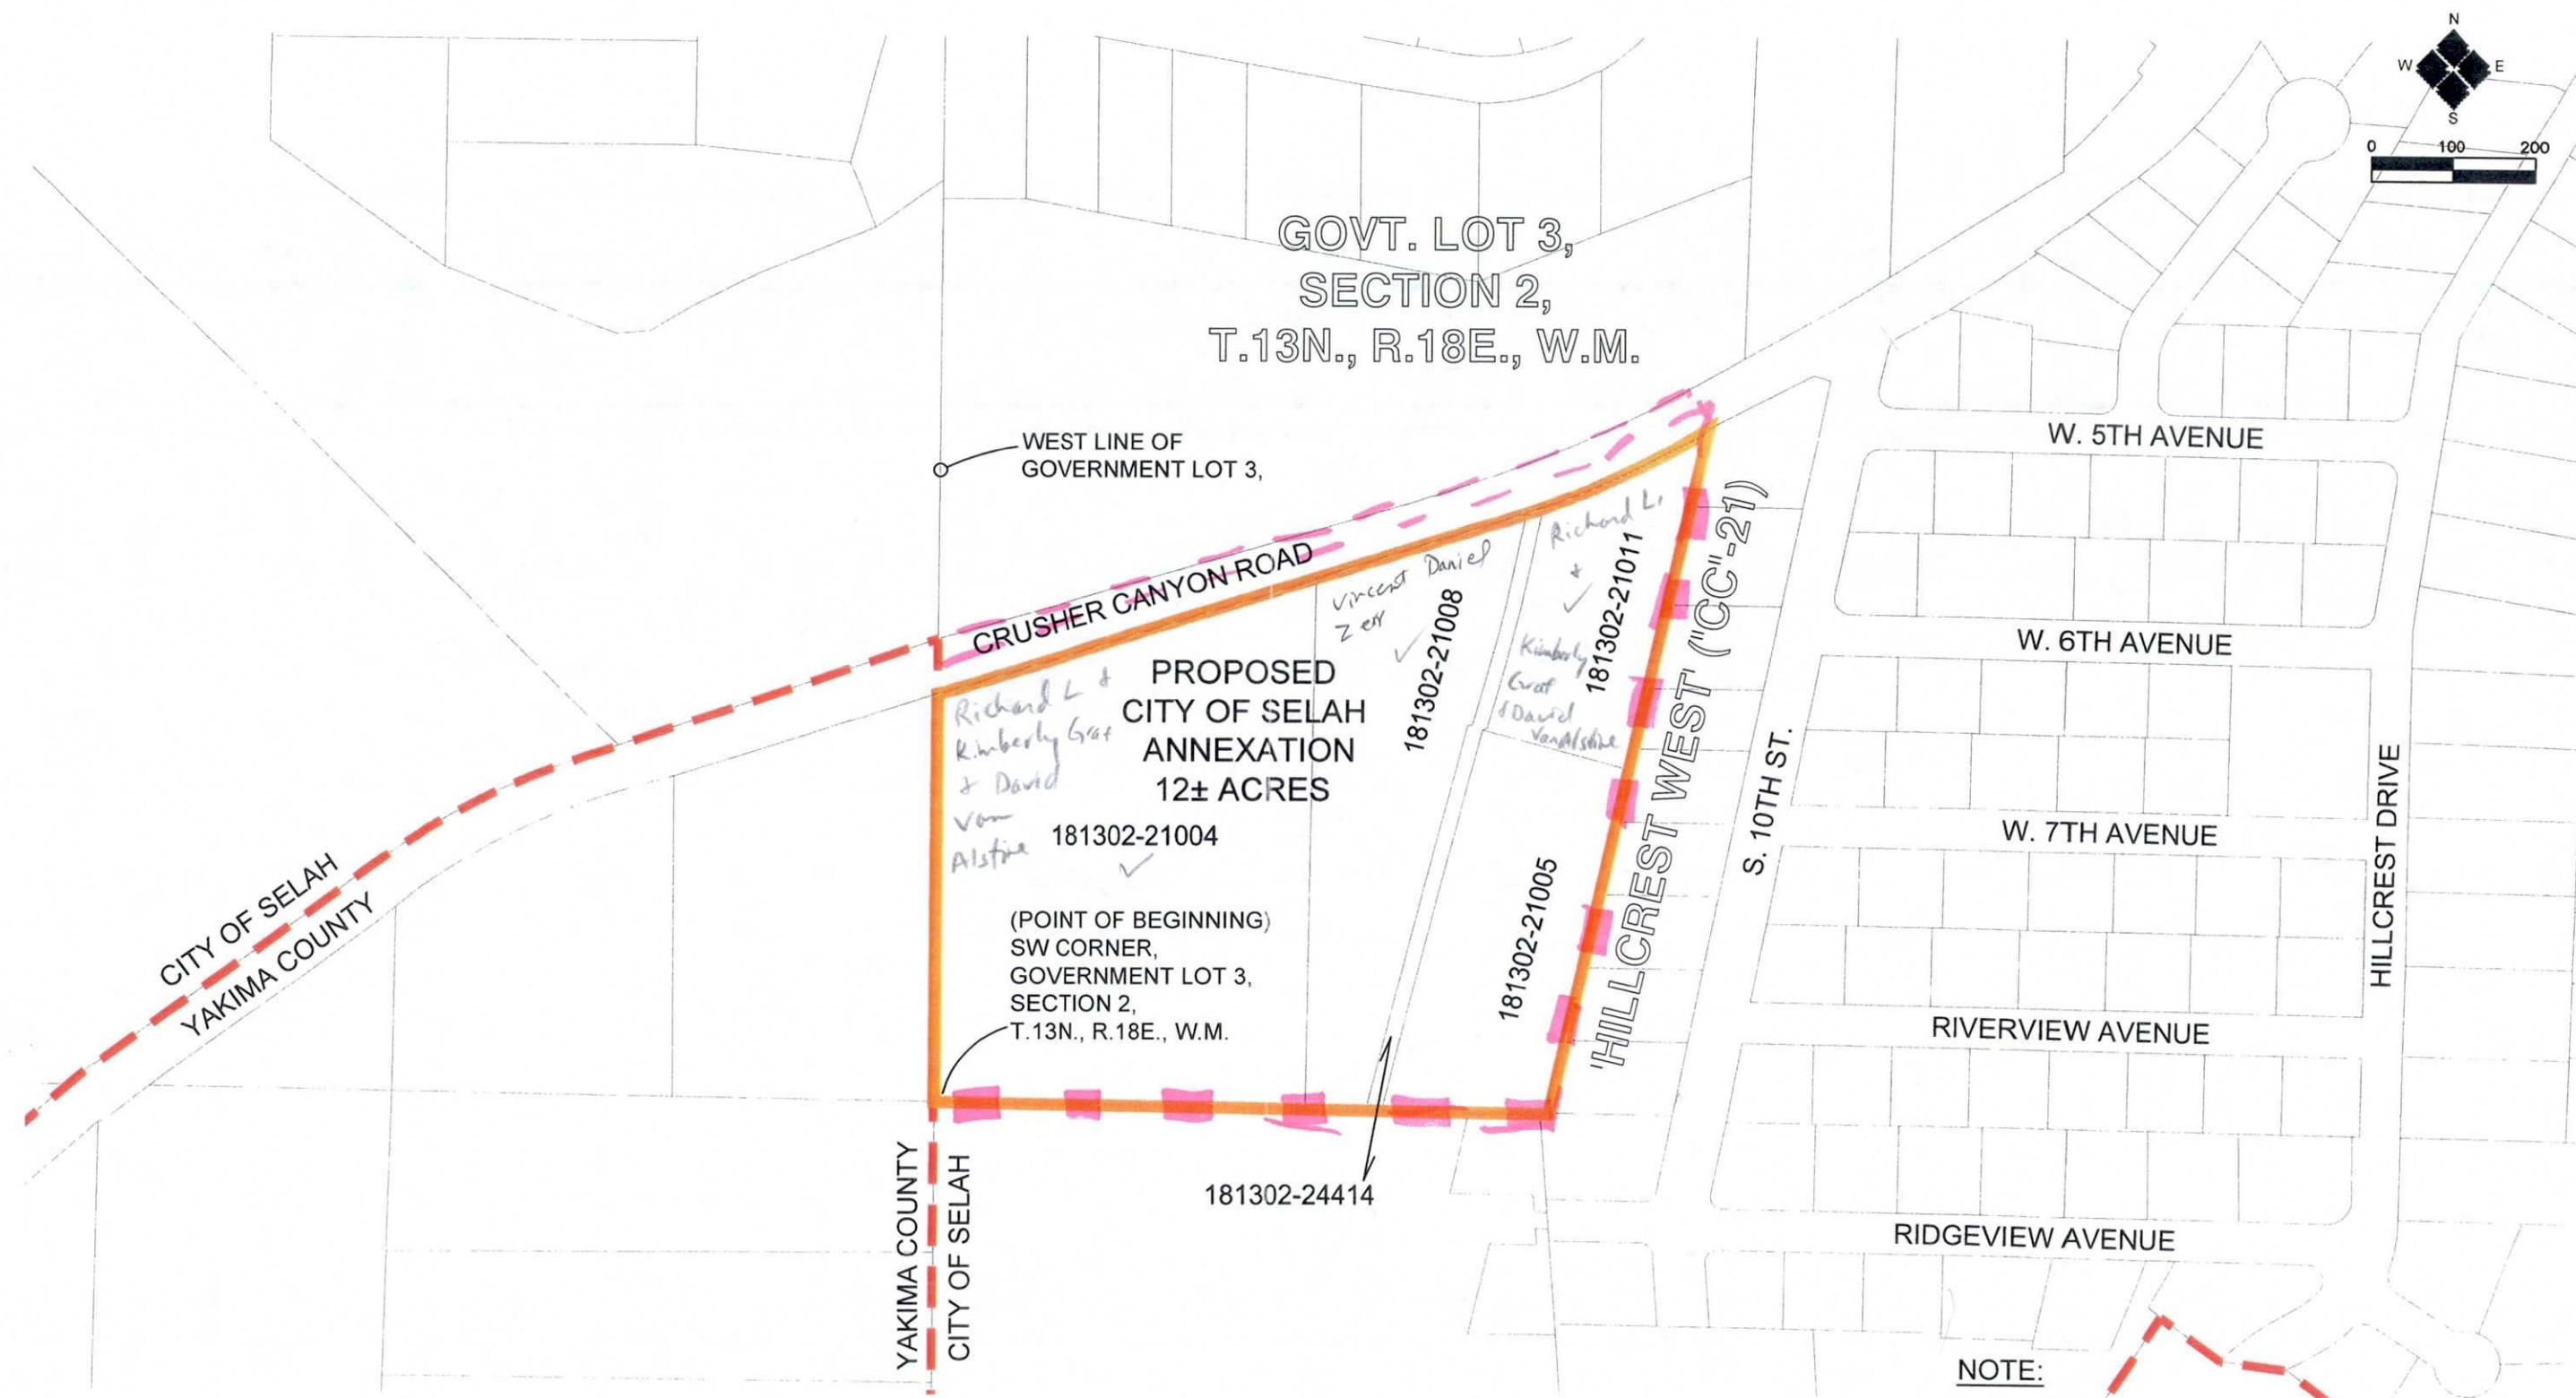 N
W E
S
0 100 200
GOVT. LOT 3,
SECTION 2,
T.13N., R.18E., W.M.
WEST LINE OF
GOVERNMENT LOT 3,
W. 5TH AVENUE
CRUSHER CANYON ROAD
Vincent Daniel
Zerr
181302-21008
Richard L.
&
Kimberly
Graf
& David
VanAlstine
181302-21011
'HILLCREST WEST' ("CC"-21)
S. 10TH ST.
W. 6TH AVENUE
PROPOSED
CITY OF SELAH
ANNEXATION
12± ACRES
Richard L &
Kimberly Graf
& David
Van
Alstine
181302-21004
W. 7TH AVENUE
HILLCREST DRIVE
CITY OF SELAH
YAKIMA COUNTY
(POINT OF BEGINNING)
SW CORNER,
GOVERNMENT LOT 3,
SECTION 2,
T.13N., R.18E., W.M.
181302-21005
RIVERVIEW AVENUE
181302-24414
YAKIMA COUNTY
CITY OF SELAH
RIDGEVIEW AVENUE
NOTE: